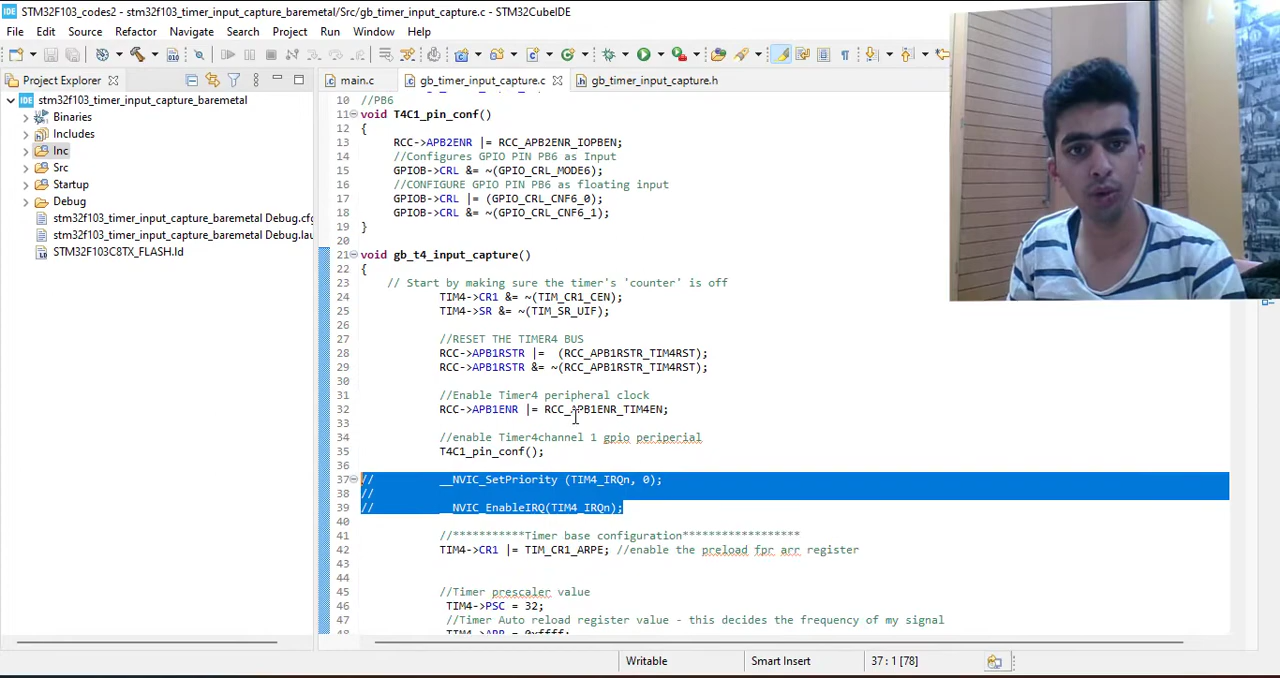 IDE STM32F103_codes2 - stm32f103_timer_input_capture_baremetal/Src/gb_timer_input_capture.c - STM32CubeIDE
File Edit Source Refactor Navigate Search Project Run Window Help
Project Explorer
main.c
gb_timer_input_capture.c
gb_timer_input_capture.h
IDE stm32f103_timer_input_capture_baremetal
Binaries
Includes
Inc
Src
Startup
Debug
stm32f103_timer_input_capture_baremetal Debug.cfg
stm32f103_timer_input_capture_baremetal Debug.lau
STM32F103C8TX_FLASH.ld
10 //PB6
11 void T4C1_pin_conf()
12 {
13 RCC->APB2ENR |= RCC_APB2ENR_IOPBEN;
14 //Configures GPIO PIN PB6 as Input
15 GPIOB->CRL &= ~(GPIO_CRL_MODE6);
16 //CONFIGURE GPIO PIN PB6 as floating input
17 GPIOB->CRL |= (GPIO_CRL_CNF6_0);
18 GPIOB->CRL &= ~(GPIO_CRL_CNF6_1);
19 }
20
21 void gb_t4_input_capture()
22 {
23 // Start by making sure the timer's 'counter' is off
24 TIM4->CR1 &= ~(TIM_CR1_CEN);
25 TIM4->SR &= ~(TIM_SR_UIF);
26
27 //RESET THE TIMER4 BUS
28 RCC->APB1RSTR |= (RCC_APB1RSTR_TIM4RST);
29 RCC->APB1RSTR &= ~(RCC_APB1RSTR_TIM4RST);
30
31 //Enable Timer4 peripheral clock
32 RCC->APB1ENR |= RCC_APB1ENR_TIM4EN;
33
34 //enable Timer4channel 1 gpio periperial
35 T4C1_pin_conf();
36
37 // __NVIC_SetPriority (TIM4_IRQn, 0);
38 //
39 // __NVIC_EnableIRQ(TIM4_IRQn);
40
41 //***********Timer base configuration******************
42 TIM4->CR1 |= TIM_CR1_ARPE; //enable the preload fpr arr register
43
44
45 //Timer prescaler value
46 TIM4->PSC = 32;
47 //Timer Auto reload register value - this decides the frequency of my signal
48 TIM4->ARR = 0xffff;
Writable
Smart Insert
37 : 1 [78]